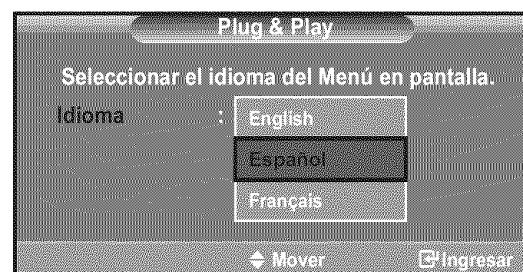 Plug & Play
Seleccionar el idioma del Menú en pantalla.
Idioma : English
Español
Français
Mover Ingresar